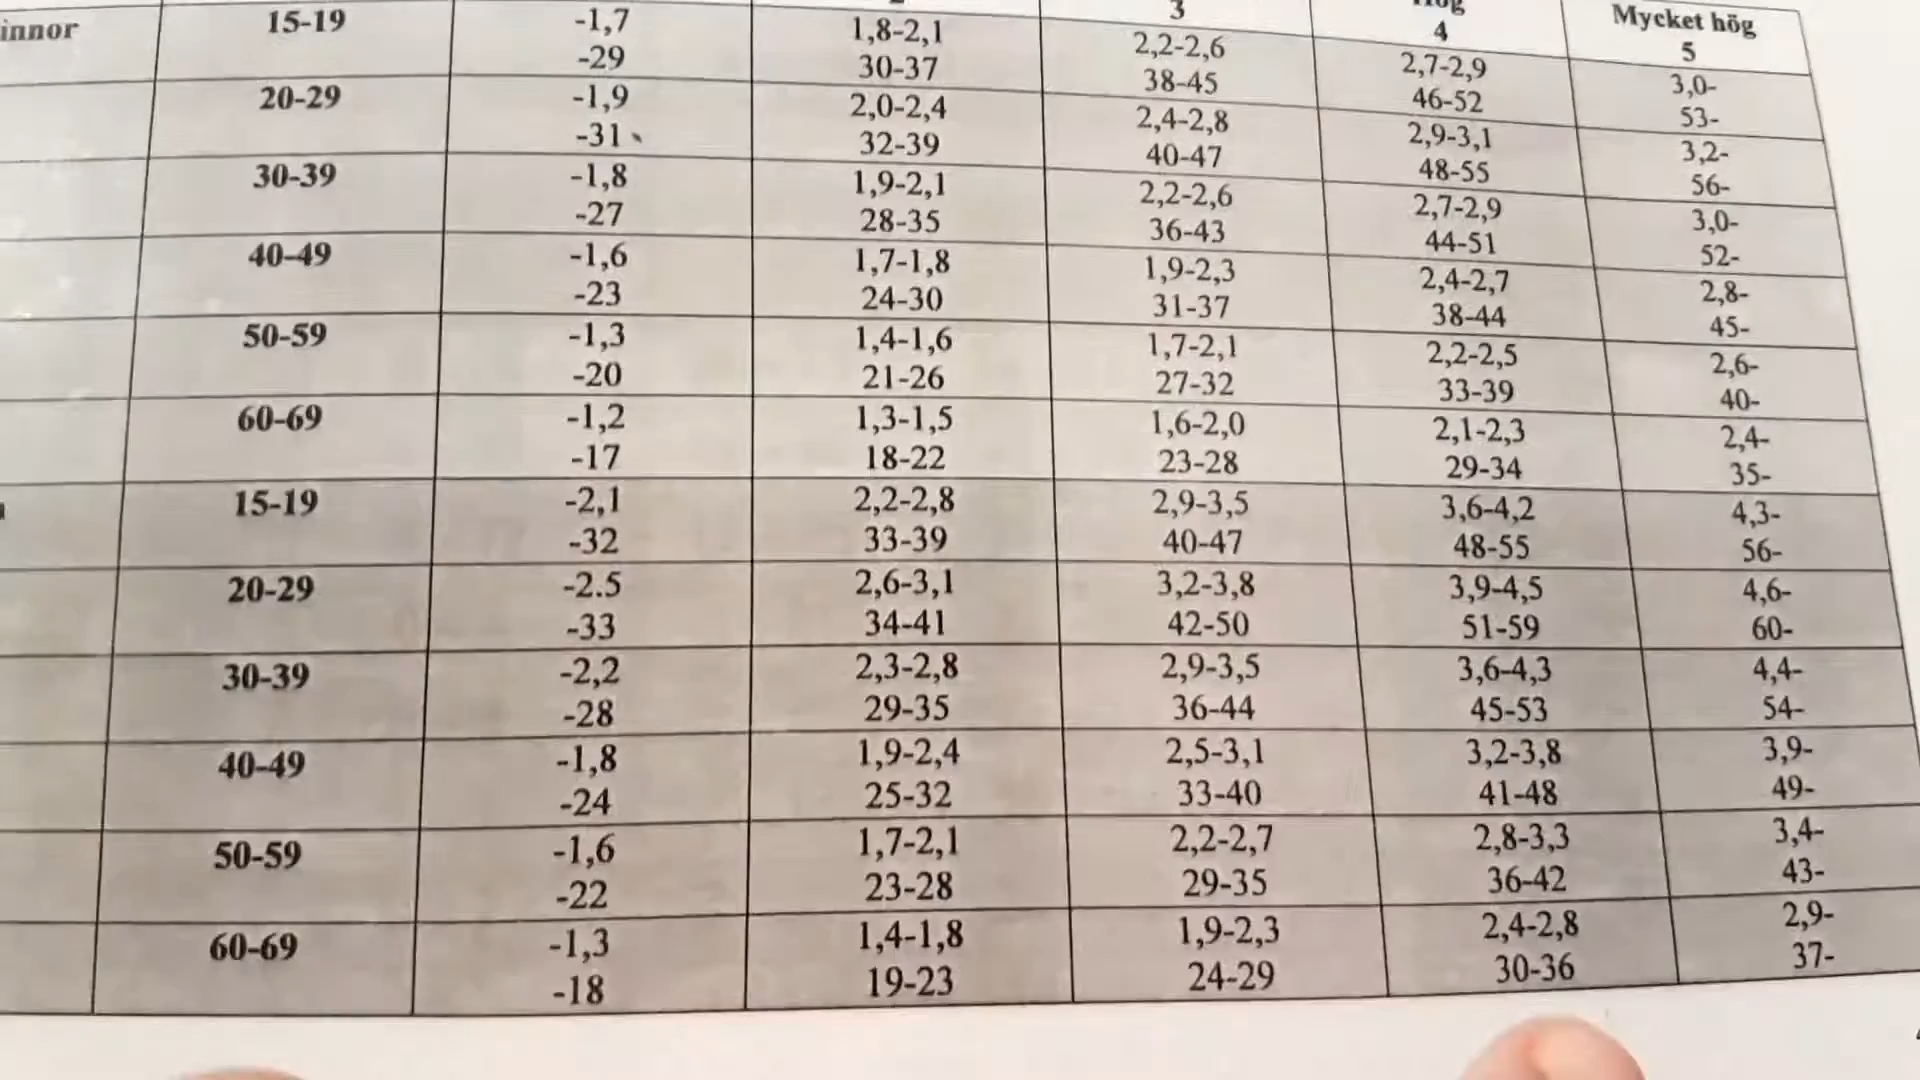 3 Hög Mycket hög
4 5
innor 15-19 -1,7 1,8-2,1 2,2-2,6 2,7-2,9 3,0-
-29 30-37 38-45 46-52 53-
20-29 -1,9 2,0-2,4 2,4-2,8 2,9-3,1 3,2-
-31 32-39 40-47 48-55 56-
30-39 -1,8 1,9-2,1 2,2-2,6 2,7-2,9 3,0-
-27 28-35 36-43 44-51 52-
40-49 -1,6 1,7-1,8 1,9-2,3 2,4-2,7 2,8-
-23 24-30 31-37 38-44 45-
50-59 -1,3 1,4-1,6 1,7-2,1 2,2-2,5 2,6-
-20 21-26 27-32 33-39 40-
60-69 -1,2 1,3-1,5 1,6-2,0 2,1-2,3 2,4-
-17 18-22 23-28 29-34 35-
15-19 -2,1 2,2-2,8 2,9-3,5 3,6-4,2 4,3-
-32 33-39 40-47 48-55 56-
20-29 -2.5 2,6-3,1 3,2-3,8 3,9-4,5 4,6-
-33 34-41 42-50 51-59 60-
30-39 -2,2 2,3-2,8 2,9-3,5 3,6-4,3 4,4-
-28 29-35 36-44 45-53 54-
40-49 -1,8 1,9-2,4 2,5-3,1 3,2-3,8 3,9-
-24 25-32 33-40 41-48 49-
50-59 -1,6 1,7-2,1 2,2-2,7 2,8-3,3 3,4-
-22 23-28 29-35 36-42 43-
60-69 -1,3 1,4-1,8 1,9-2,3 2,4-2,8 2,9-
-18 19-23 24-29 30-36 37-